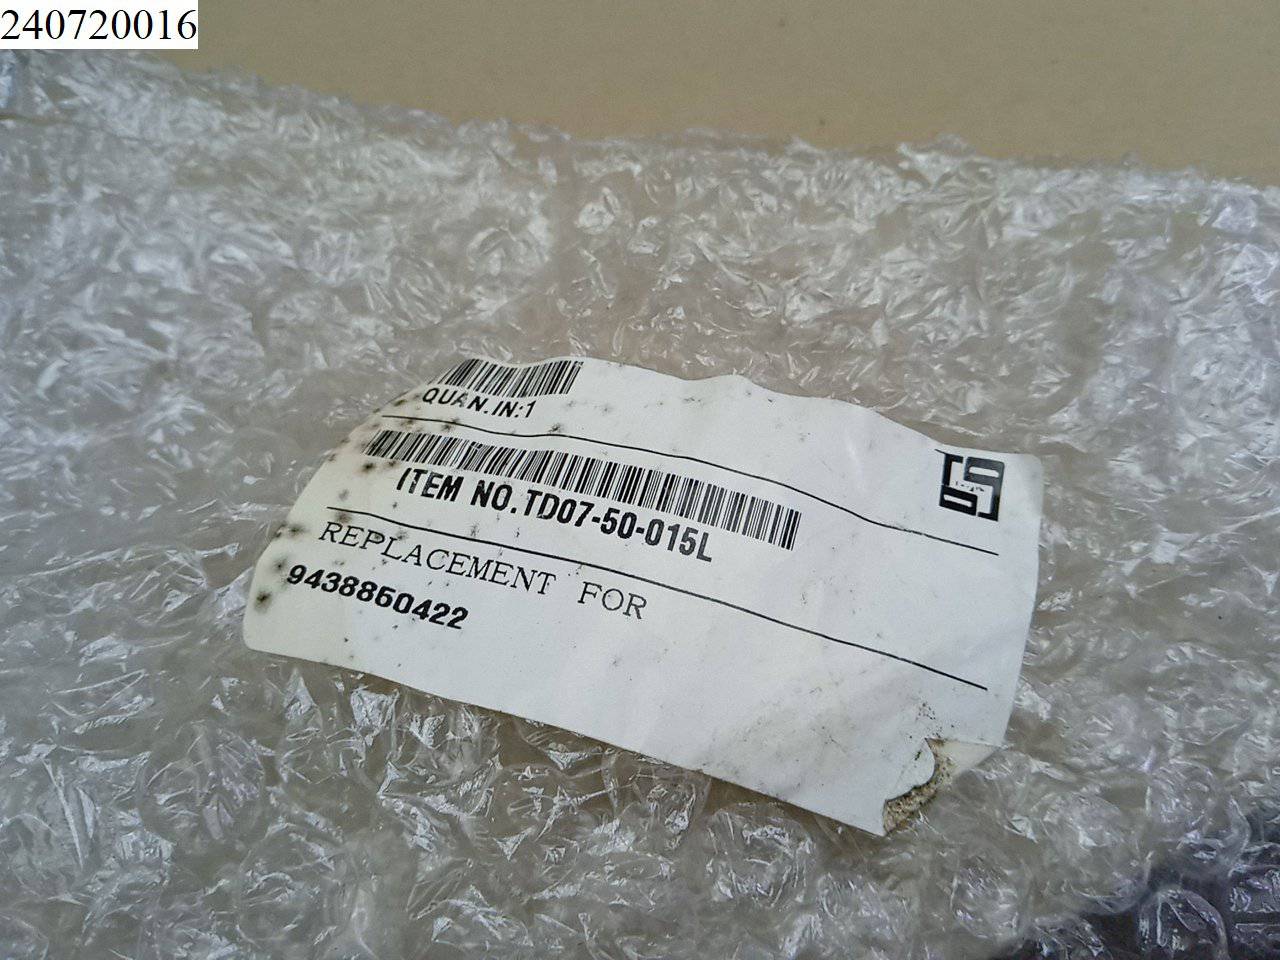 240720016
QUAN.IN:1
ITEM NO.TD07-50-015L
REPLACEMENT FOR
9438860422